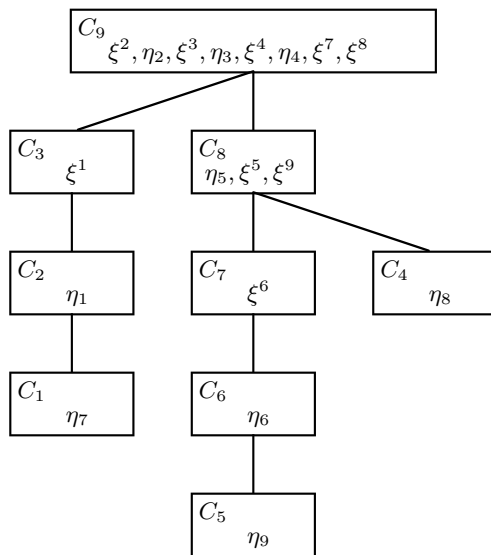 C₉
ξ², η₂, ξ³, η₃, ξ⁴, η₄, ξ⁷, ξ⁸
C₃
ξ¹
C₈
η₅, ξ⁵, ξ⁹
C₂
η₁
C₇
ξ⁶
C₄
η₈
C₁
η₇
C₆
η₆
C₅
η₉